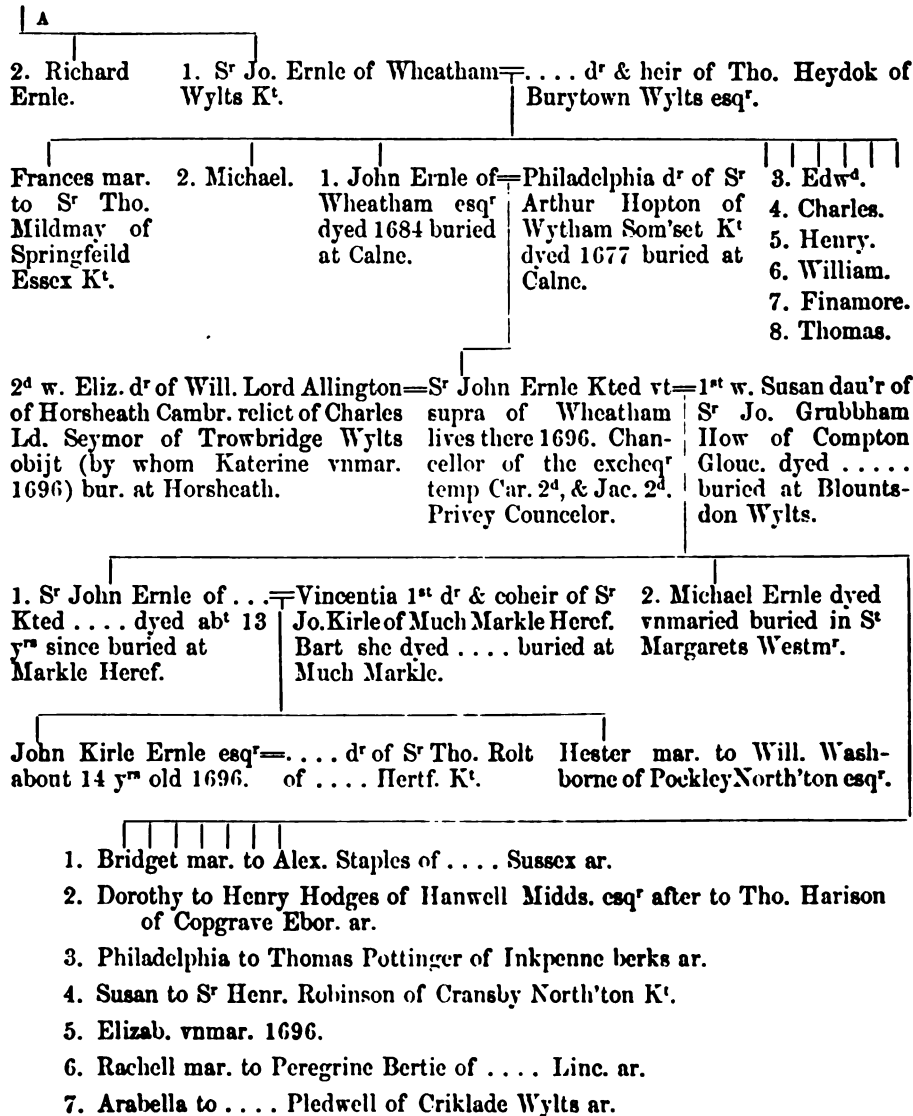 A
2. Richard
Ernle.
1. Sʳ Jo. Ernle of Wheatham
Wylts Kᵗ.
. . . . dʳ & heir of Tho. Heydok of
Burytown Wylts esqʳ.
Frances mar.
to Sʳ Tho.
Mildmay of
Springfeild
Essex Kᵗ.
2. Michael.
1. John Ernle of
Wheatham esqʳ
dyed 1684 buried
at Calne.
Philadelphia dʳ of Sʳ
Arthur Hopton of
Wytham Som'set Kᵗ
dyed 1677 buried at
Calne.
3. Edwᵈ.
4. Charles.
5. Henry.
6. William.
7. Finamore.
8. Thomas.
2ᵈ w. Eliz. dʳ of Will. Lord Allington
of Horsheath Cambr. relict of Charles
Ld. Seymor of Trowbridge Wylts
obijt (by whom Katerine vnmar.
1696) bur. at Horsheath.
Sʳ John Ernle Kted vt
supra of Wheatham
lives there 1696. Chan-
cellor of the excheqʳ
temp Car. 2ᵈ, & Jac. 2ᵈ.
Privey Councelor.
1ˢᵗ w. Susan dau'r of
Sʳ Jo. Grubbham
How of Compton
Glouc. dyed . . . . .
buried at Blounts-
don Wylts.
1. Sʳ John Ernle of . . .
Kted . . . . dyed abᵗ 13
yʳˢ since buried at
Markle Heref.
Vincentia 1ˢᵗ dʳ & coheir of Sʳ
Jo. Kirle of Much Markle Heref.
Bart she dyed . . . . buried at
Much Markle.
2. Michael Ernle dyed
vnmaried buried in Sᵗ
Margarets Westmʳ.
John Kirle Ernle esqʳ
about 14 yʳˢ old 1696.
. . . . dʳ of Sʳ Tho. Rolt
of . . . . Hertf. Kᵗ.
Hester mar. to Will. Wash-
borne of Pockley North'ton esqʳ.
1. Bridget mar. to Alex. Staples of . . . . Sussex ar.
2. Dorothy to Henry Hodges of Hanwell Midds. esqʳ after to Tho. Harison
of Copgrave Ebor. ar.
3. Philadelphia to Thomas Pottinger of Inkpenne berks ar.
4. Susan to Sʳ Henr. Robinson of Cransby North'ton Kᵗ.
5. Elizab. vnmar. 1696.
6. Rachell mar. to Peregrine Bertie of . . . . Linc. ar.
7. Arabella to . . . . Pledwell of Criklade Wylts ar.